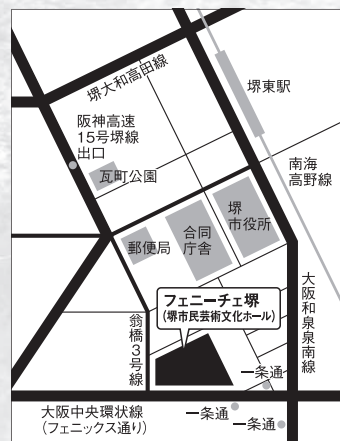 堺大和高田線
堺東駅
阪神高速
15号堺線
出口
瓦町公園
南海
高野線
堺
市役所
合同
庁舎
郵便局
フェニーチェ堺
(堺市民芸術文化ホール)
翁橋3号線
大阪和泉泉南線
一条通
大阪中央環状線
(フェニックス通り)
一条通
一条通